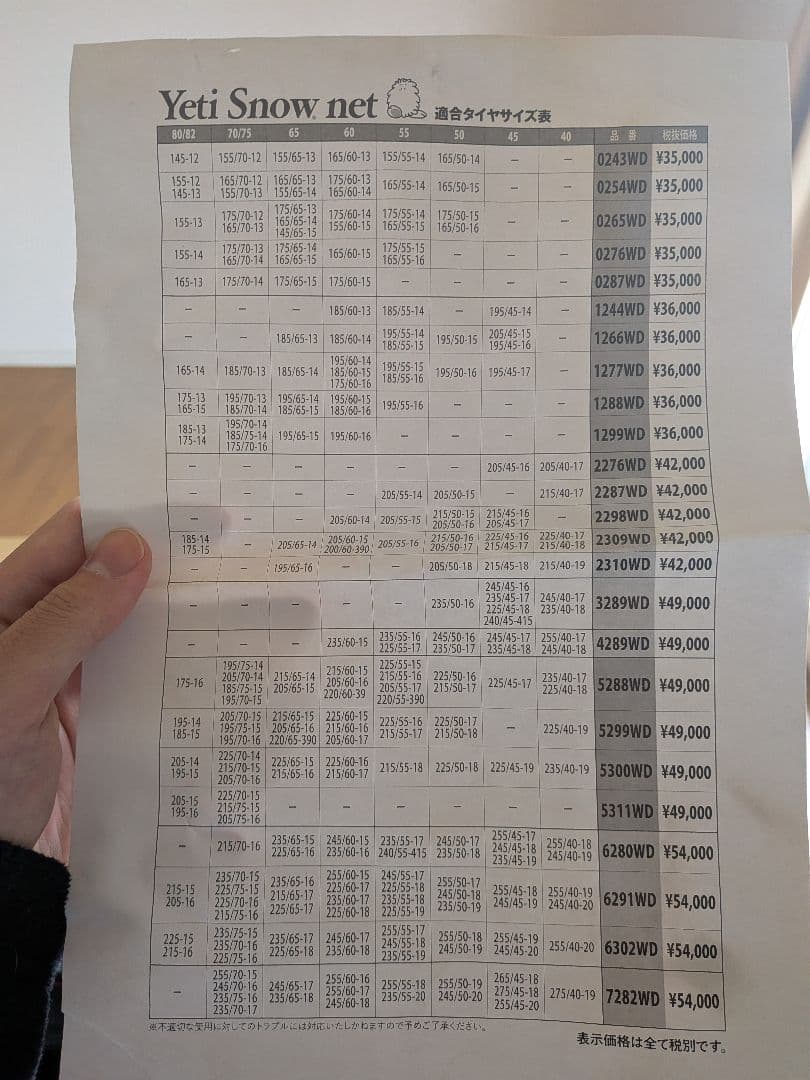 Yeti Snow net 適合タイヤサイズ表
80/82 70/75 65 60 55 50 45 40 品番 税抜価格
145-12 155/70-12 155/65-13 165/60-13 155/55-14 165/50-14 — — 0243WD ¥35,000
155-12 165/70-12 165/65-13 175/60-13 165/55-14 165/50-15 — — 0254WD ¥35,000
145-13 155/70-13 155/65-14 165/60-14
175/65-13
155-13 175/70-12 165/65-14 175/60-14 175/55-14 175/50-15 — — 0265WD ¥35,000
165/70-13 145/65-15 155/60-15 165/55-15 165/50-16
155-14 175/70-13 175/65-14 165/60-15 175/55-15 — — — 0276WD ¥35,000
165/70-14 165/65-15 165/55-16
165-13 175/70-14 175/65-15 175/60-15 — — — — 0287WD ¥35,000
— — — 185/60-13 185/55-14 — 195/45-14 — 1244WD ¥36,000
— — 185/65-13 185/60-14 195/55-14 195/50-15 205/45-15 — 1266WD ¥36,000
185/55-15 195/45-16
195/60-14
165-14 185/70-13 185/65-14 185/60-15 195/55-15 195/50-16 195/45-17 — 1277WD ¥36,000
175/60-16 185/55-16
175-13 195/70-13 195/65-14 195/60-15 195/55-16 — — — 1288WD ¥36,000
165-15 185/70-14 185/65-15 185/60-16
195/70-14
185-13 185/75-14 195/65-15 195/60-16 — — — — 1299WD ¥36,000
175-14 175/70-16
— — — — — — 205/45-16 205/40-17 2276WD ¥42,000
— — — — 205/55-14 205/50-15 — 215/40-17 2287WD ¥42,000
— — — 205/60-14 205/55-15 215/50-15 215/45-16 — 2298WD ¥42,000
205/50-16 205/45-17
185-14 — 205/65-14 205/60-15 205/55-16 215/50-16 225/45-16 225/40-17 2309WD ¥42,000
175-15 200/60-390 205/50-17 215/45-17 215/40-18
— — 195/65-16 — — 205/50-18 215/45-18 215/40-19 2310WD ¥42,000
245/45-16
— — — — — 235/50-16 235/45-17 245/40-17 3289WD ¥49,000
225/45-18 235/40-18
240/45-415
— — — 235/60-15 235/55-16 245/50-16 245/45-17 255/40-17 4289WD ¥49,000
225/55-17 235/50-17 235/45-18 245/40-18
195/75-14 225/55-15
175-16 205/70-14 215/65-14 215/60-15 215/55-16 225/50-16 225/45-17 235/40-17 5288WD ¥49,000
185/75-15 205/65-15 205/60-16 205/55-17 215/50-17 225/40-18
195/70-15 220/60-39 220/55-390
195-14 205/70-15 215/65-15 225/60-15 225/55-16 225/50-17 — 225/40-19 5299WD ¥49,000
185-15 195/75-15 205/65-16 215/60-16 215/55-17 215/50-18
195/70-16 220/65-390 205/60-17
205-14 225/70-14 225/65-15 225/60-16 215/55-18 225/50-18 225/45-19 235/40-19 5300WD ¥49,000
195-15 215/70-15 215/65-16 215/60-17
205/70-16
205-15 225/70-15 — — — — — — 5311WD ¥49,000
195-16 215/75-15
205/75-16
— 215/70-16 235/65-15 245/60-15 235/55-17 245/50-17 255/45-17 255/40-18 6280WD ¥54,000
225/65-16 235/60-16 240/55-415 235/50-18 245/45-18 245/40-19
235/45-19
215-15 235/70-15 235/65-16 255/60-15 245/55-17 255/50-17 255/45-18 255/40-19 6291WD ¥54,000
205-16 225/75-15 215/65-17 225/60-17 225/55-18 245/50-18 245/45-19 245/40-20
225/70-16 225/65-17 235/60-17 235/55-18 235/50-19
215/75-16 225/60-18 225/55-19
225-15 235/75-15 235/65-17 245/60-17 255/55-17 255/50-18 255/45-19 255/40-20 6302WD ¥54,000
215-16 235/70-16 225/65-18 235/60-18 245/55-18 245/50-19 245/45-20
225/75-16 235/55-19
— 255/70-15 245/65-17 255/60-16 255/55-18 255/50-19 265/45-18 275/40-19 7282WD ¥54,000
245/70-16 235/65-18 255/60-17 235/55-20 245/50-20 275/45-18
235/75-16 245/60-18 255/45-20
235/70-17
※不適切な使用に対してのトラブルには対応いたしかねますので予めご了承ください。
表示価格は全て税別です。